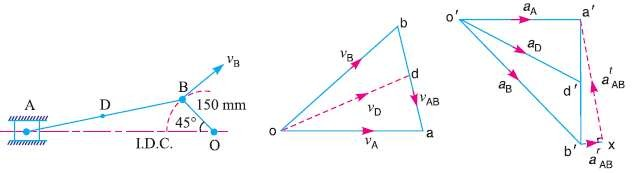 A
D
B
v_B
150 mm
45°
I.D.C.
O
b
v_B
d
v_D
v_AB
o
v_A
a
o'
a_A
a'
a_D
a_B
d'
a^t_AB
b'
x
a^r_AB